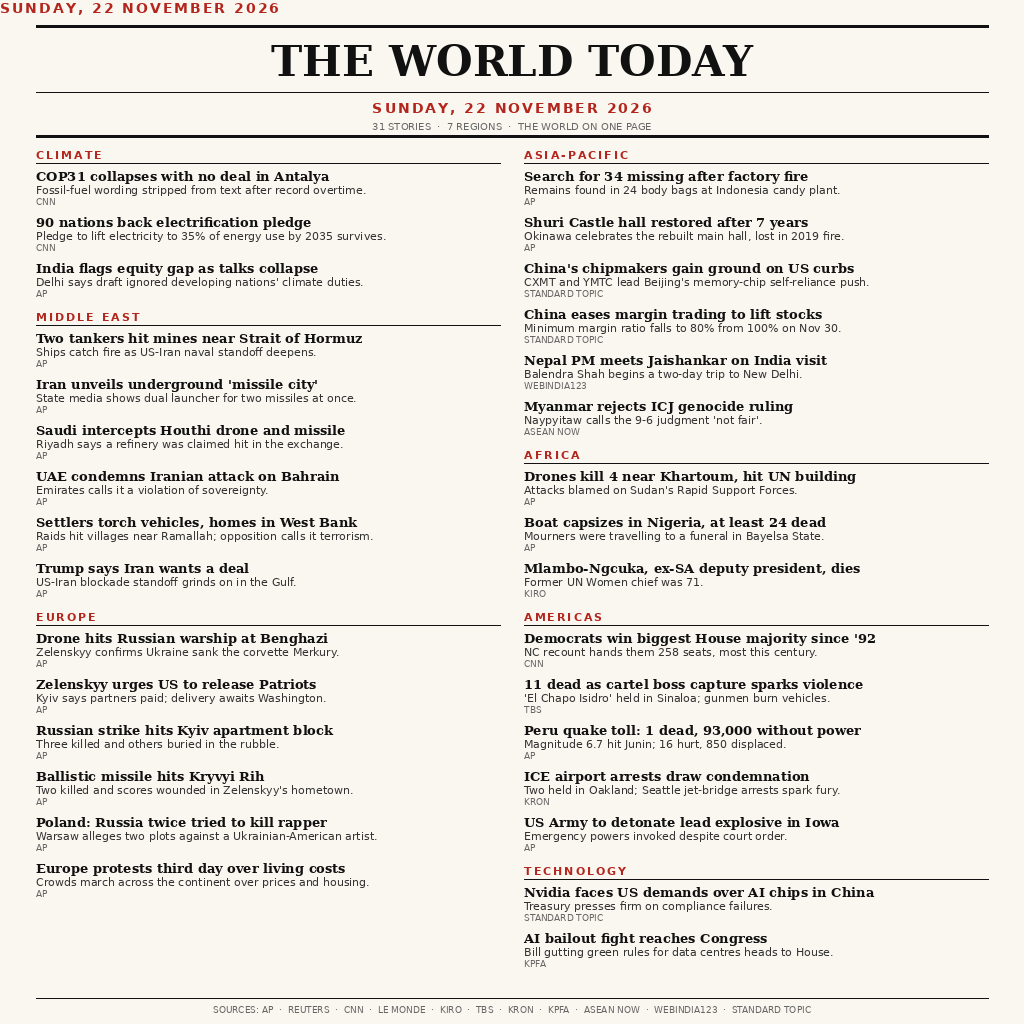 SUNDAY, 22 NOVEMBER 2026
THE WORLD TODAY
SUNDAY, 22 NOVEMBER 2026
31 STORIES · 7 REGIONS · THE WORLD ON ONE PAGE
CLIMATE
COP31 collapses with no deal in Antalya
Fossil-fuel wording stripped from text after record overtime.
CNN
90 nations back electrification pledge
Pledge to lift electricity to 35% of energy use by 2035 survives.
CNN
India flags equity gap as talks collapse
Delhi says draft ignored developing nations' climate duties.
AP
MIDDLE EAST
Two tankers hit mines near Strait of Hormuz
Ships catch fire as US-Iran naval standoff deepens.
AP
Iran unveils underground 'missile city'
State media shows dual launcher for two missiles at once.
AP
Saudi intercepts Houthi drone and missile
Riyadh says a refinery was claimed hit in the exchange.
AP
UAE condemns Iranian attack on Bahrain
Emirates calls it a violation of sovereignty.
AP
Settlers torch vehicles, homes in West Bank
Raids hit villages near Ramallah; opposition calls it terrorism.
AP
Trump says Iran wants a deal
US-Iran blockade standoff grinds on in the Gulf.
AP
EUROPE
Drone hits Russian warship at Benghazi
Zelenskyy confirms Ukraine sank the corvette Merkury.
AP
Zelenskyy urges US to release Patriots
Kyiv says partners paid; delivery awaits Washington.
AP
Russian strike hits Kyiv apartment block
Three killed and others buried in the rubble.
AP
Ballistic missile hits Kryvyi Rih
Two killed and scores wounded in Zelenskyy's hometown.
AP
Poland: Russia twice tried to kill rapper
Warsaw alleges two plots against a Ukrainian-American artist.
AP
Europe protests third day over living costs
Crowds march across the continent over prices and housing.
AP
ASIA-PACIFIC
Search for 34 missing after factory fire
Remains found in 24 body bags at Indonesia candy plant.
AP
Shuri Castle hall restored after 7 years
Okinawa celebrates the rebuilt main hall, lost in 2019 fire.
AP
China's chipmakers gain ground on US curbs
CXMT and YMTC lead Beijing's memory-chip self-reliance push.
STANDARD TOPIC
China eases margin trading to lift stocks
Minimum margin ratio falls to 80% from 100% on Nov 30.
STANDARD TOPIC
Nepal PM meets Jaishankar on India visit
Balendra Shah begins a two-day trip to New Delhi.
WEBINDIA123
Myanmar rejects ICJ genocide ruling
Naypyitaw calls the 9-6 judgment 'not fair'.
ASEAN NOW
AFRICA
Drones kill 4 near Khartoum, hit UN building
Attacks blamed on Sudan's Rapid Support Forces.
AP
Boat capsizes in Nigeria, at least 24 dead
Mourners were travelling to a funeral in Bayelsa State.
AP
Mlambo-Ngcuka, ex-SA deputy president, dies
Former UN Women chief was 71.
KIRO
AMERICAS
Democrats win biggest House majority since '92
NC recount hands them 258 seats, most this century.
CNN
11 dead as cartel boss capture sparks violence
'El Chapo Isidro' held in Sinaloa; gunmen burn vehicles.
TBS
Peru quake toll: 1 dead, 93,000 without power
Magnitude 6.7 hit Junin; 16 hurt, 850 displaced.
AP
ICE airport arrests draw condemnation
Two held in Oakland; Seattle jet-bridge arrests spark fury.
KRON
US Army to detonate lead explosive in Iowa
Emergency powers invoked despite court order.
AP
TECHNOLOGY
Nvidia faces US demands over AI chips in China
Treasury presses firm on compliance failures.
STANDARD TOPIC
AI bailout fight reaches Congress
Bill gutting green rules for data centres heads to House.
KPFA
SOURCES: AP · REUTERS · CNN · LE MONDE · KIRO · TBS · KRON · KPFA · ASEAN NOW · WEBINDIA123 · STANDARD TOPIC